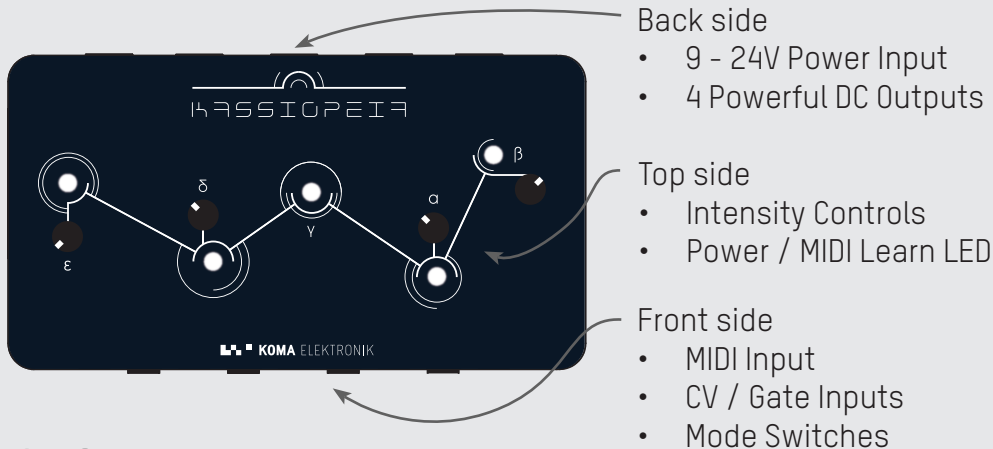 Back side
• 9 - 24V Power Input
• 4 Powerful DC Outputs
KASSIOPEIA
β
δ
α
γ
ε
Top side
• Intensity Controls
• Power / MIDI Learn LED
KOMA ELEKTRONIK
Front side
• MIDI Input
• CV / Gate Inputs
• Mode Switches